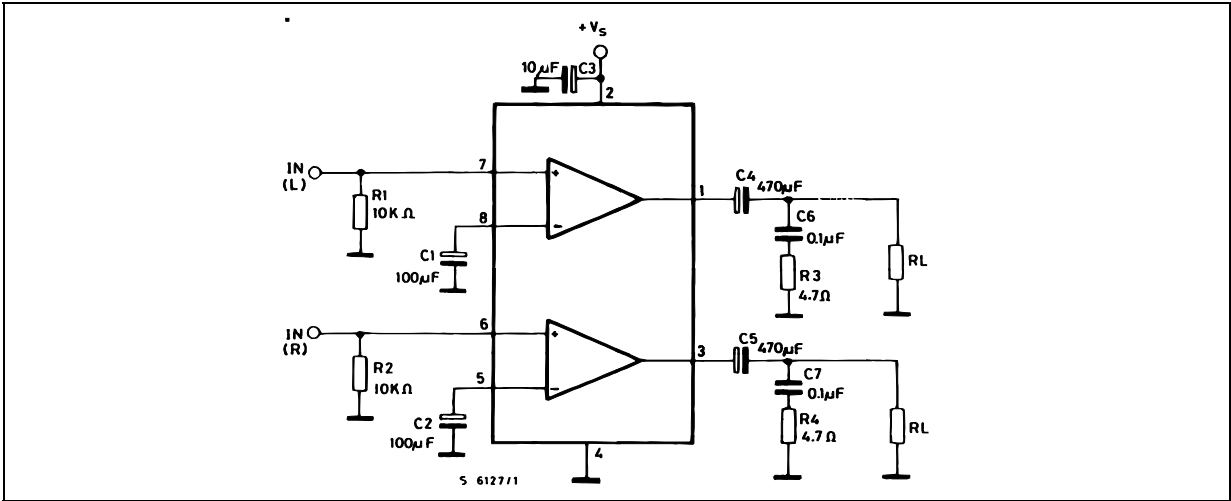 +VS
10µF C3
2
IN
(L)
7
R1
10KΩ
8
C1
100µF
1
C4
470µF
C6
0.1µF
R3
4.7Ω
RL
IN
(R)
6
R2
10KΩ
5
C2
100µF
3
C5
470µF
C7
0.1µF
R4
4.7Ω
RL
4
+
-
+
-
S 6127/1